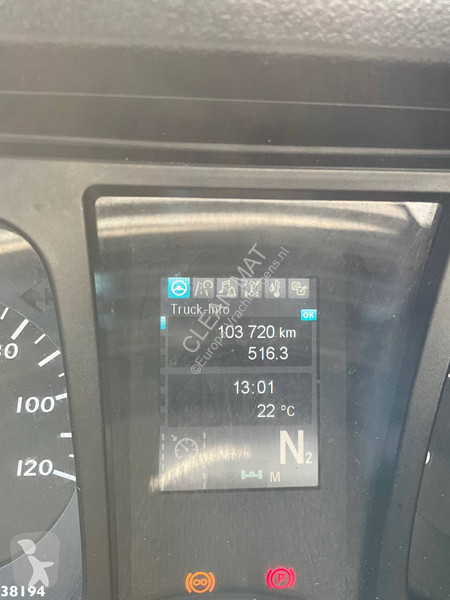 Truck-Info
OK
103 720 km
516.3
13:01
22 °C
N2
M
80
100
120
P
CLEANMAT
38194